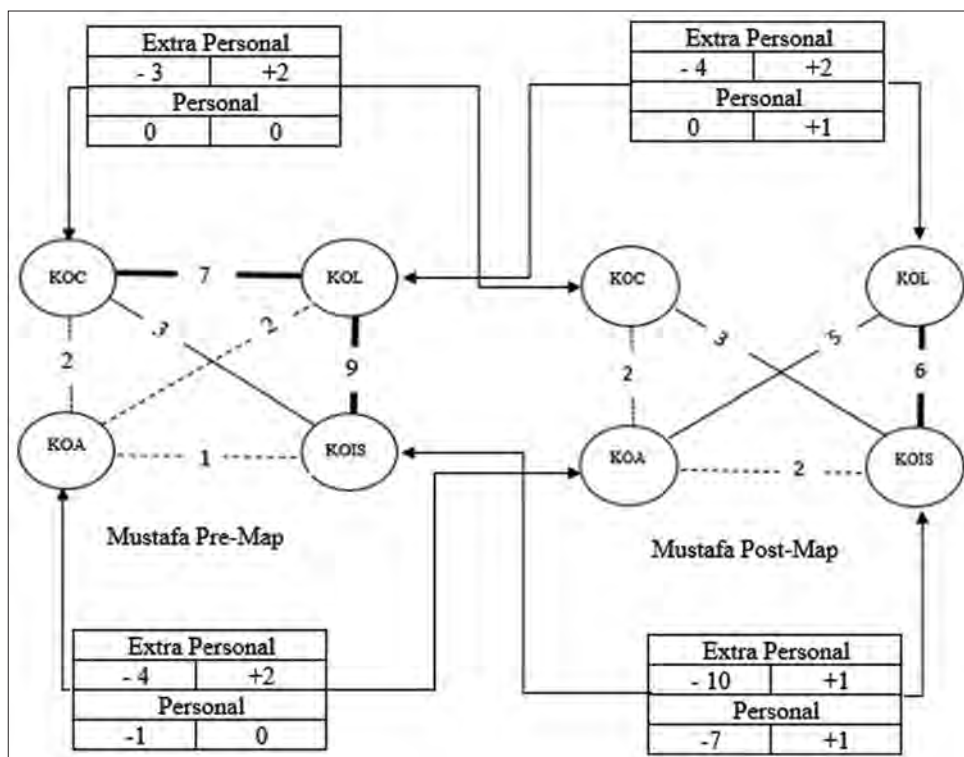 Extra Personal
- 3 +2
Personal
0 0
Extra Personal
- 4 +2
Personal
0 +1
KOC 7 KOL
3 2
2 9
KOA 1 KOIS
KOC KOL
3 5
2 6
KOA 2 KOIS
Mustafa Pre-Map
Mustafa Post-Map
Extra Personal
- 4 +2
Personal
-1 0
Extra Personal
- 10 +1
Personal
-7 +1